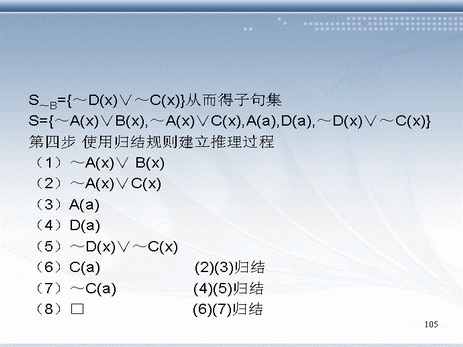 S～B={～D(x)∨～C(x)}从而得子句集
S={～A(x)∨B(x),～A(x)∨C(x),A(a),D(a),～D(x)∨～C(x)}
第四步 使用归结规则建立推理过程
（1）～A(x)∨ B(x)
（2）～A(x)∨C(x)
（3）A(a)
（4）D(a)
（5）～D(x)∨～C(x)
（6）C(a) (2)(3)归结
（7）～C(a) (4)(5)归结
（8）□ (6)(7)归结
105